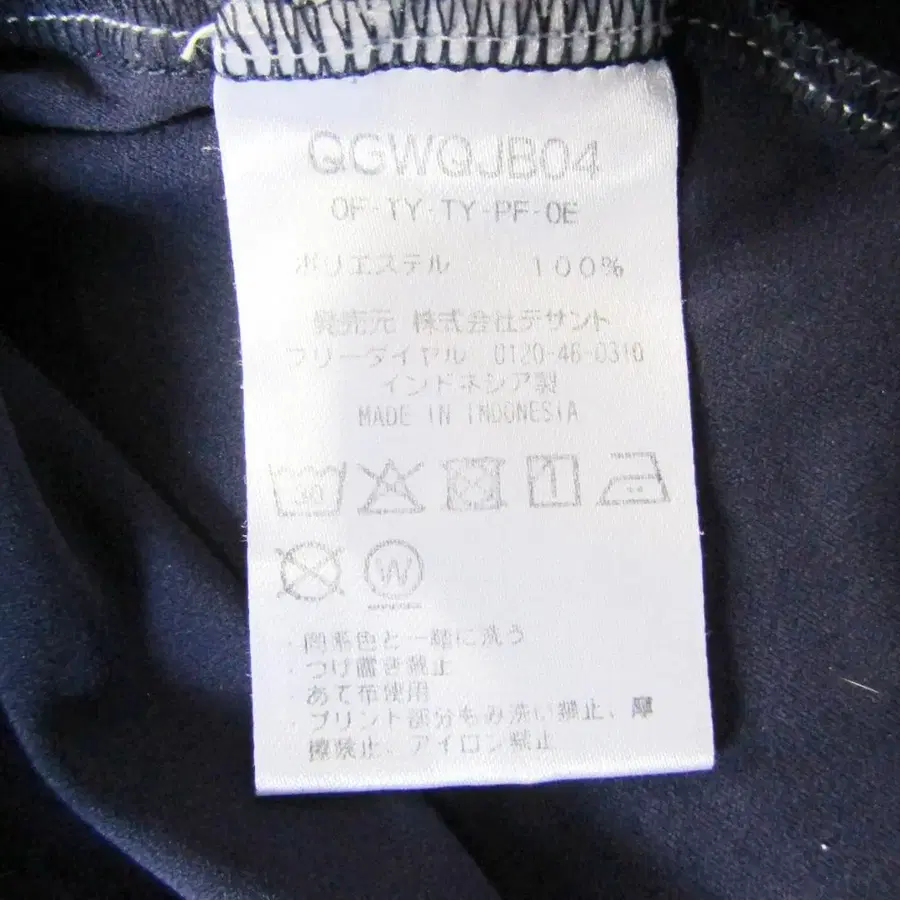 QGWQJB04
0F-TY-TY-PF-0E
ポリエステル 100%
発売元 株式会社デサント
フリーダイヤル 0120-46-0310
インドネシア製
MADE IN INDONESIA
30
W
・同系色と一緒に洗う
・つけ置き禁止
・あて布使用
・プリント部分もみ洗い禁止、摩
擦禁止、アイロン禁止